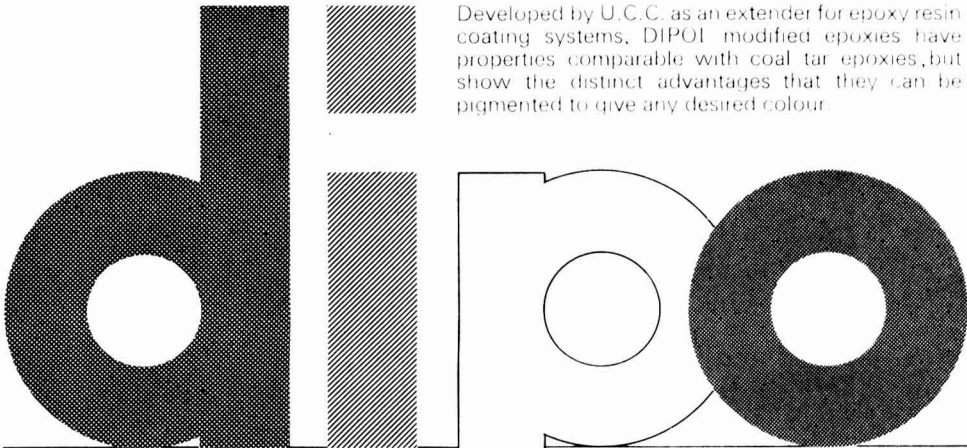 Developed by U.C.C. as an extender for epoxy resin
coating systems, DIPOL modified epoxies have
properties comparable with coal tar epoxies, but
show the distinct advantages that they can be
pigmented to give any desired colour.
dipo